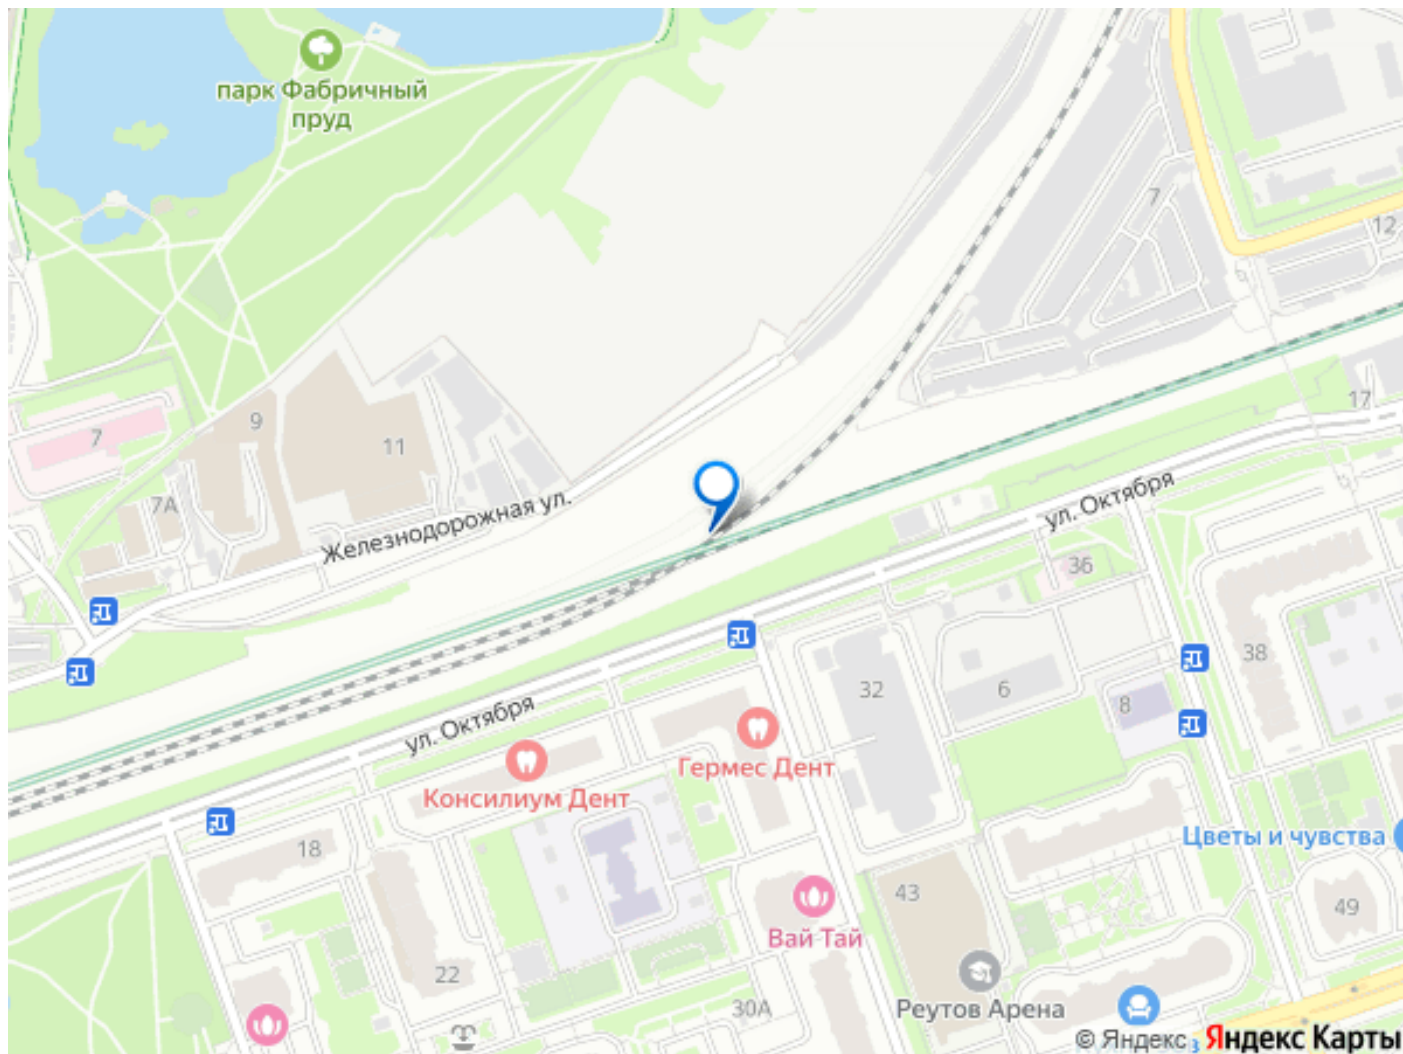 парк Фабричный
пруд
7
12
9
11
7
17
7А
Железнодорожная ул.
ул. Октября
36
38
32
6
8
ул. Октября
Гермес Дент
Консилиум Дент
Цветы и чувства
18
43
49
Вай Тай
22
30А
Реутов Арена
© Яндекс
Яндекс Карты